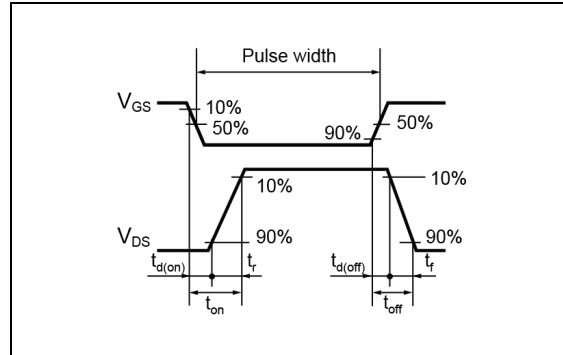 Pulse width
VGS
10%
50%
90%
50%
10%
10%
VDS
90%
90%
td(on)
tr
td(off)
tf
ton
toff